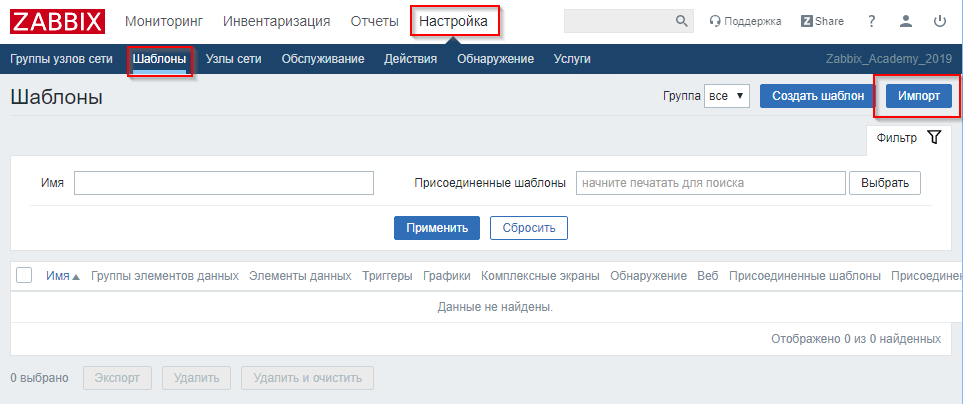 ZABBIX Мониторинг Инвентаризация Отчеты Настройка Поддержка Z Share ?
Группы узлов сети Шаблоны Узлы сети Обслуживание Действия Обнаружение Услуги Zabbix_Academy_2019
Шаблоны Группа все Создать шаблон Импорт
Фильтр
Имя Присоединенные шаблоны начните печатать для поиска Выбрать
Применить Сбросить
Имя Группы элементов данных Элементы данных Триггеры Графики Комплексные экраны Обнаружение Веб Присоединенные шаблоны Присоединен
Данные не найдены.
Отображено 0 из 0 найденных
0 выбрано Экспорт Удалить Удалить и очистить